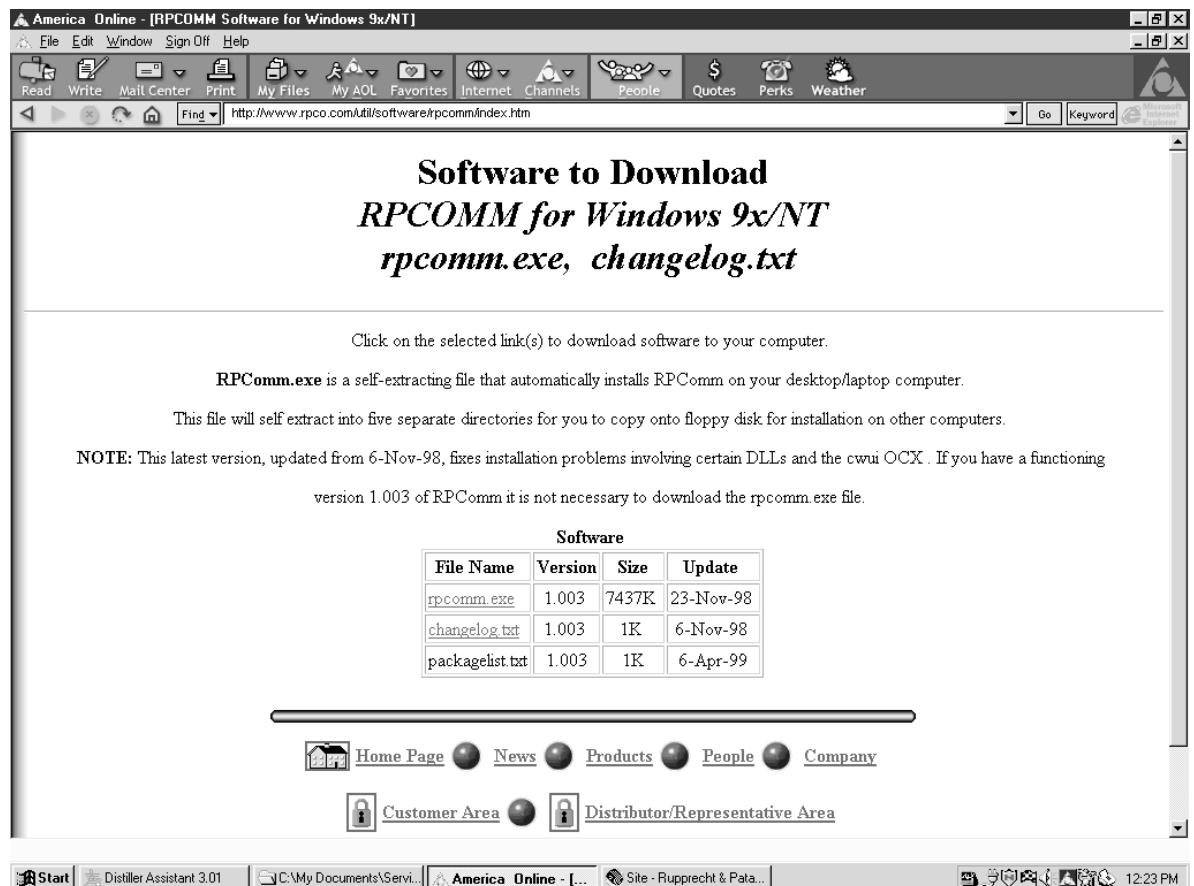 America Online - [RPCOMM Software for Windows 9x/NT]
File Edit Window Sign Off Help
Read Write Mail Center Print My Files My AOL Favorites Internet Channels People Quotes Perks Weather
Find http://www.rpco.com/util/software/rpcomm/index.htm Go Keyword Microsoft Internet Explorer
Software to Download
RPCOMM for Windows 9x/NT
rpcomm.exe, changelog.txt
Click on the selected link(s) to download software to your computer.
RPComm.exe is a self-extracting file that automatically installs RPComm on your desktop/laptop computer.
This file will self extract into five separate directories for you to copy onto floppy disk for installation on other computers.
NOTE: This latest version, updated from 6-Nov-98, fixes installation problems involving certain DLLs and the cwui OCX . If you have a functioning
version 1.003 of RPComm it is not necessary to download the rpcomm.exe file.
Software
File Name Version Size Update
rpcomm.exe 1.003 7437K 23-Nov-98
changelog.txt 1.003 1K 6-Nov-98
packagelist.txt 1.003 1K 6-Apr-99
Home Page News Products People Company
Customer Area Distributor/Representative Area
Start Distiller Assistant 3.01 C:\My Documents\Servi... America Online - [... Site - Rupprecht & Pata... 12:23 PM